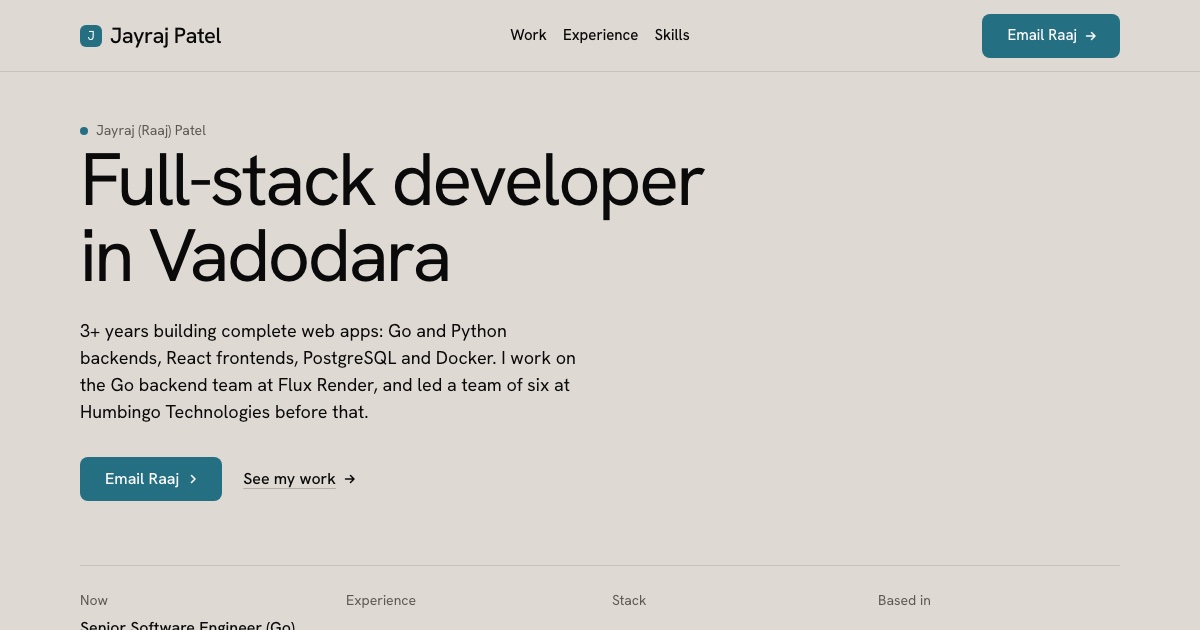 J Jayraj Patel
Work Experience Skills
Email Raaj →
Jayraj (Raaj) Patel
Full-stack developer
in Vadodara
3+ years building complete web apps: Go and Python
backends, React frontends, PostgreSQL and Docker. I work on
the Go backend team at Flux Render, and led a team of six at
Humbingo Technologies before that.
Email Raaj ›
See my work →
Now
Experience
Stack
Based in
Senior Software Engineer (Go)